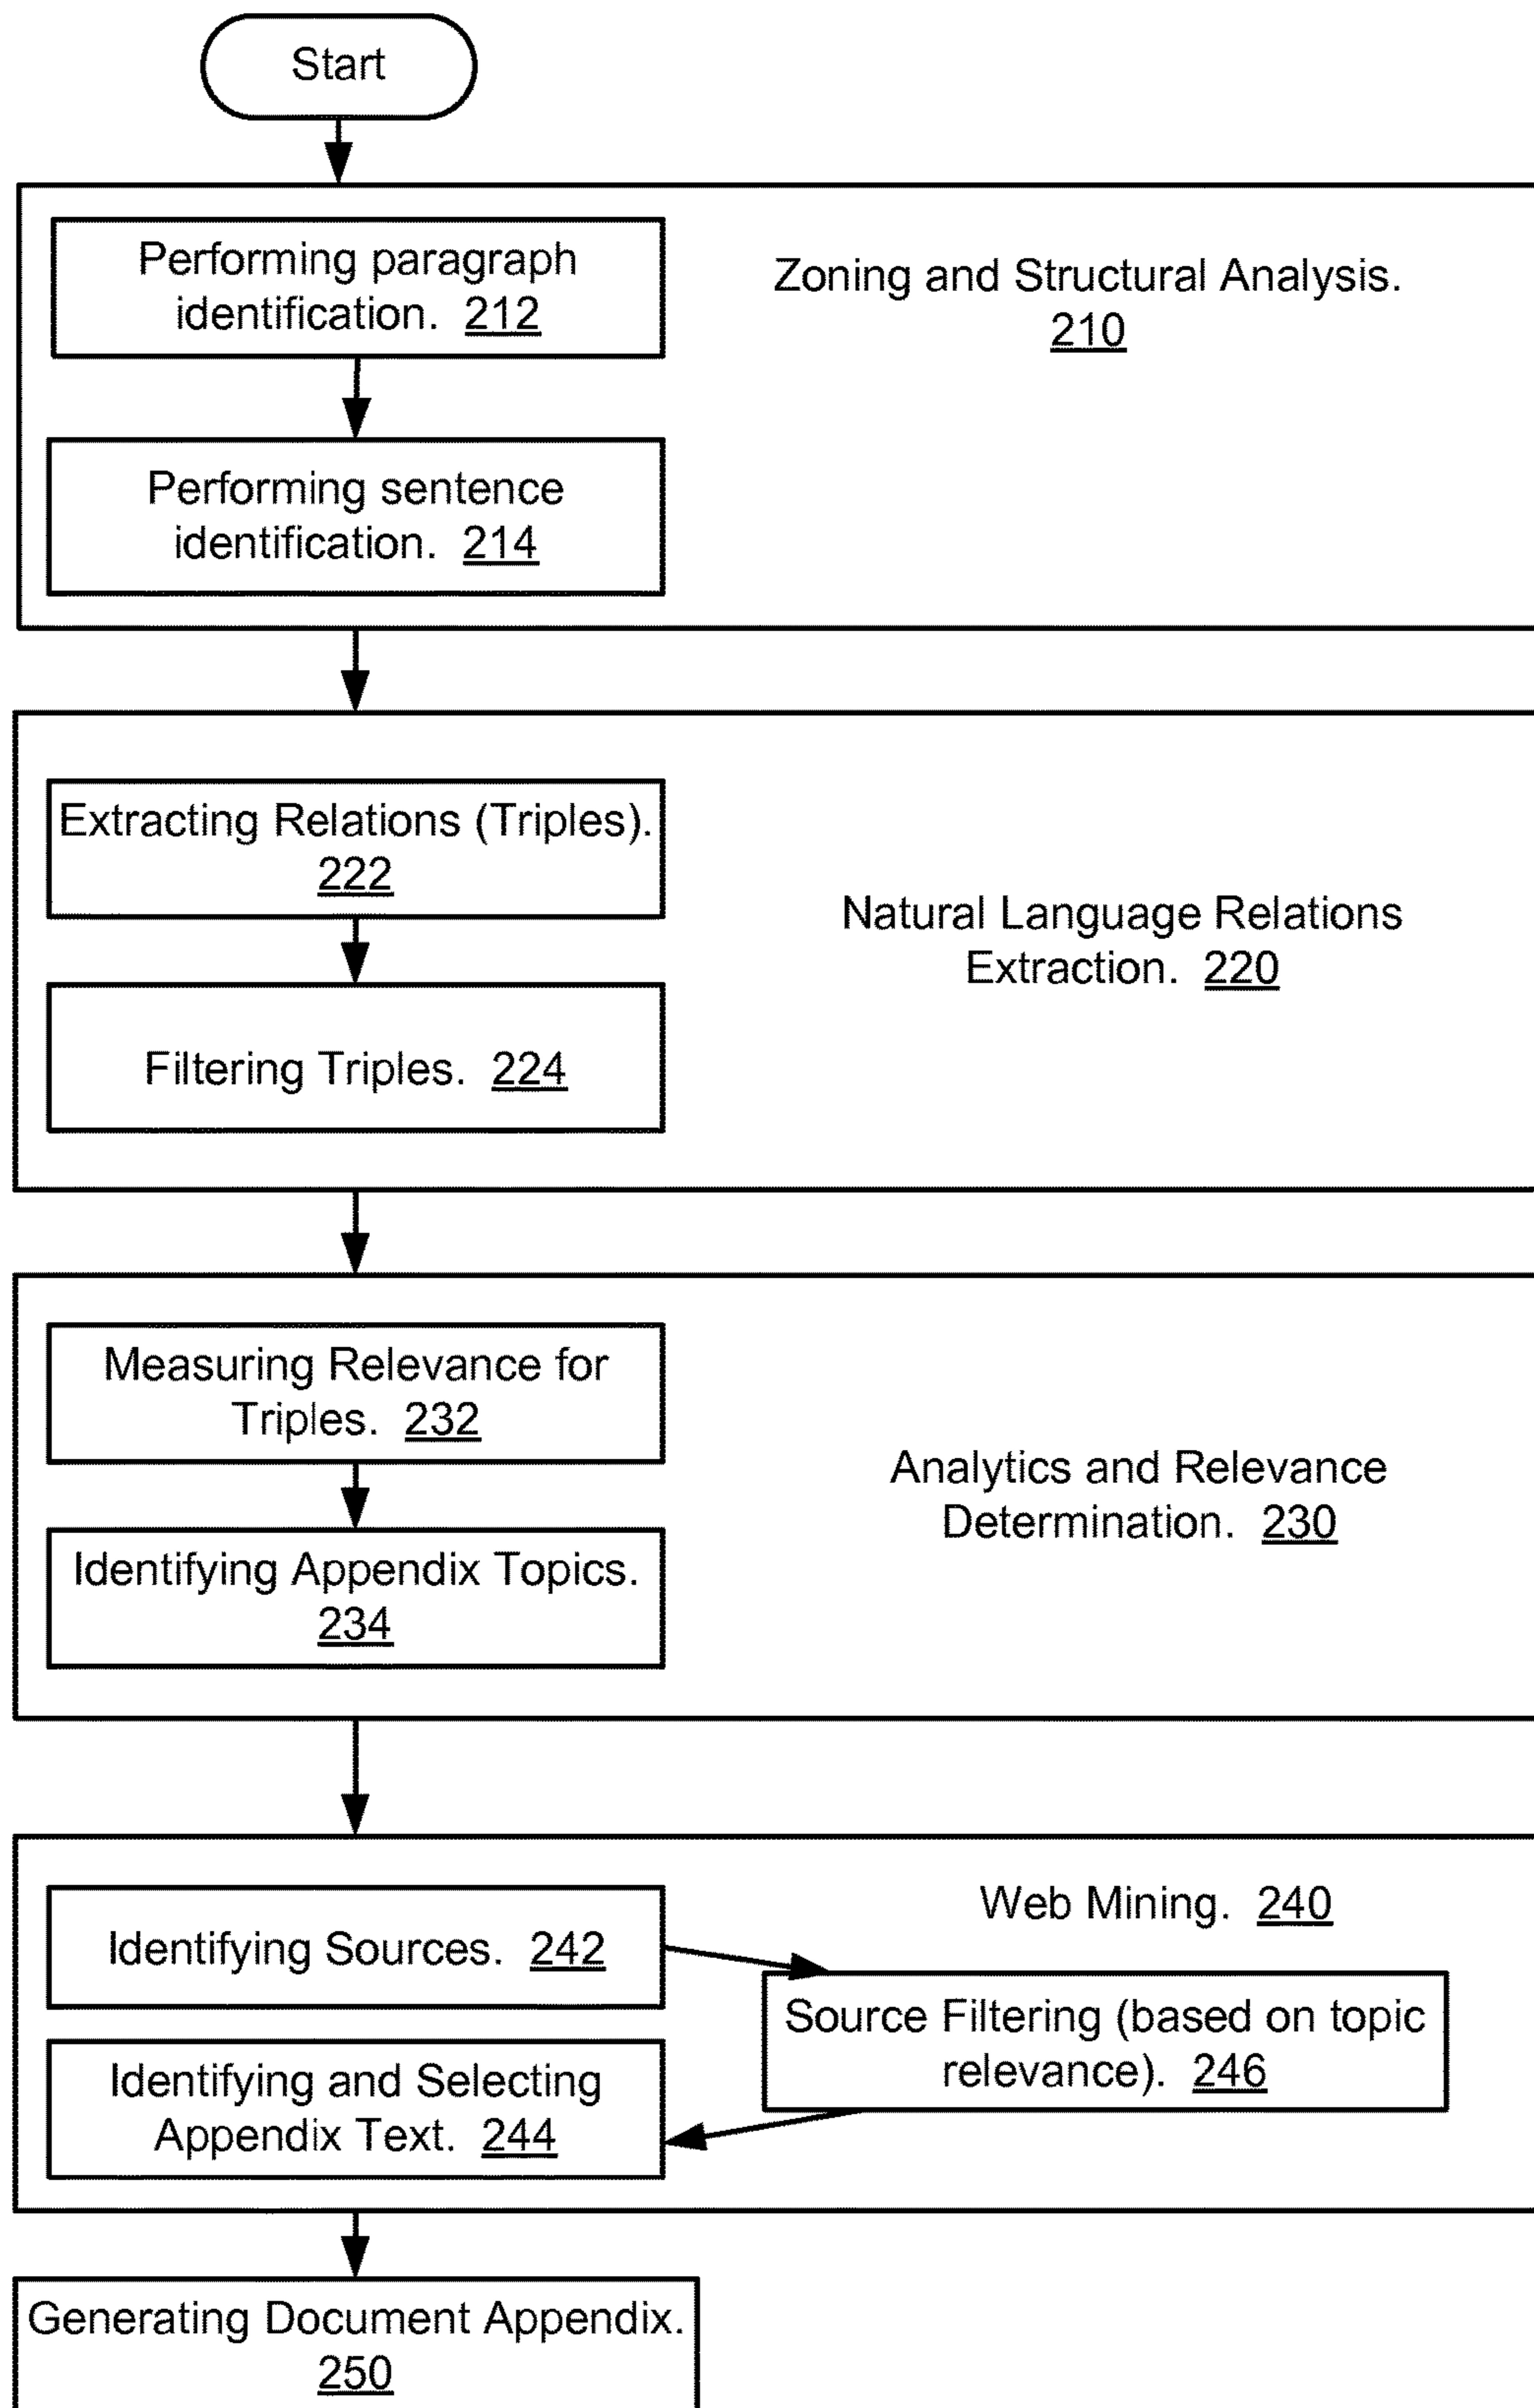 Start
Performing paragraph
identification. 212
Zoning and Structural Analysis.
210
Performing sentence
identification. 214
Extracting Relations (Triples).
222
Natural Language Relations
Extraction. 220
Filtering Triples. 224
Measuring Relevance for
Triples. 232
Analytics and Relevance
Determination. 230
Identifying Appendix Topics.
234
Web Mining. 240
Identifying Sources. 242
Source Filtering (based on topic
relevance). 246
Identifying and Selecting
Appendix Text. 244
Generating Document Appendix.
250